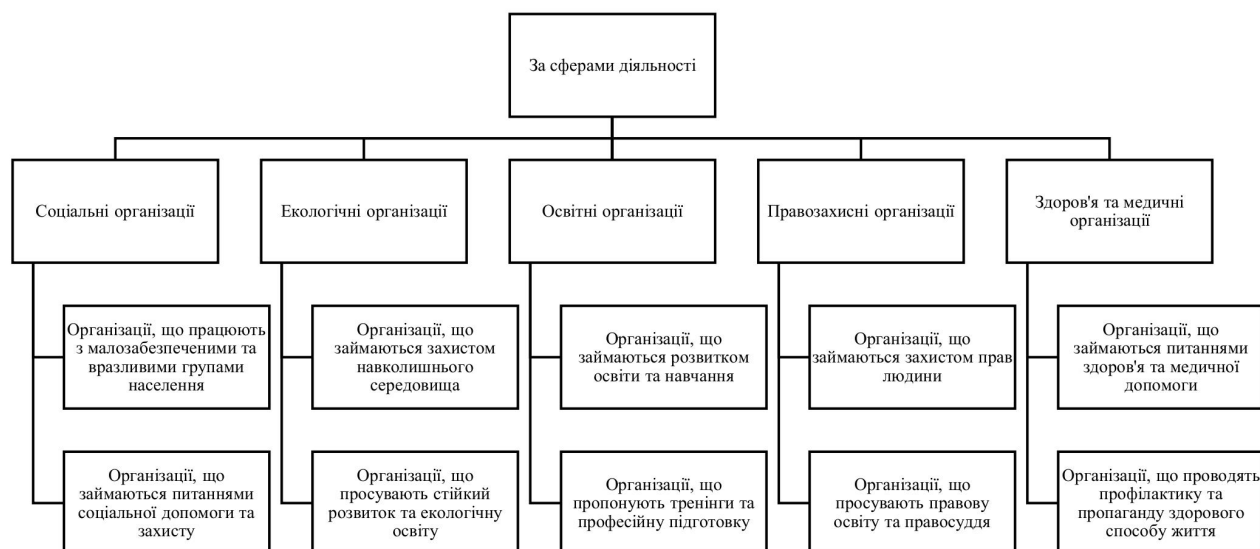 За сферами діяльності
Соціальні організації
Екологічні організації
Освітні організації
Правозахисні організації
Здоров'я та медичні
організації
Організації, що працюють
з малозабезпеченими та
вразливими групами
населення
Організації, що
займаються захистом
навколишнього
середовища
Організації, що
займаються розвитком
освіти та навчання
Організації, що
займаються захистом прав
людини
Організації, що
займаються питаннями
здоров'я та медичної
допомоги
Організації, що
займаються питаннями
соціальної допомоги та
захисту
Організації, що
просувають стійкий
розвиток та екологічну
освіту
Організації, що
пропонують тренінги та
професійну підготовку
Організації, що
просувають правову
освіту та правосуддя
Організації, що проводять
профілактику та
пропаганду здорового
способу життя